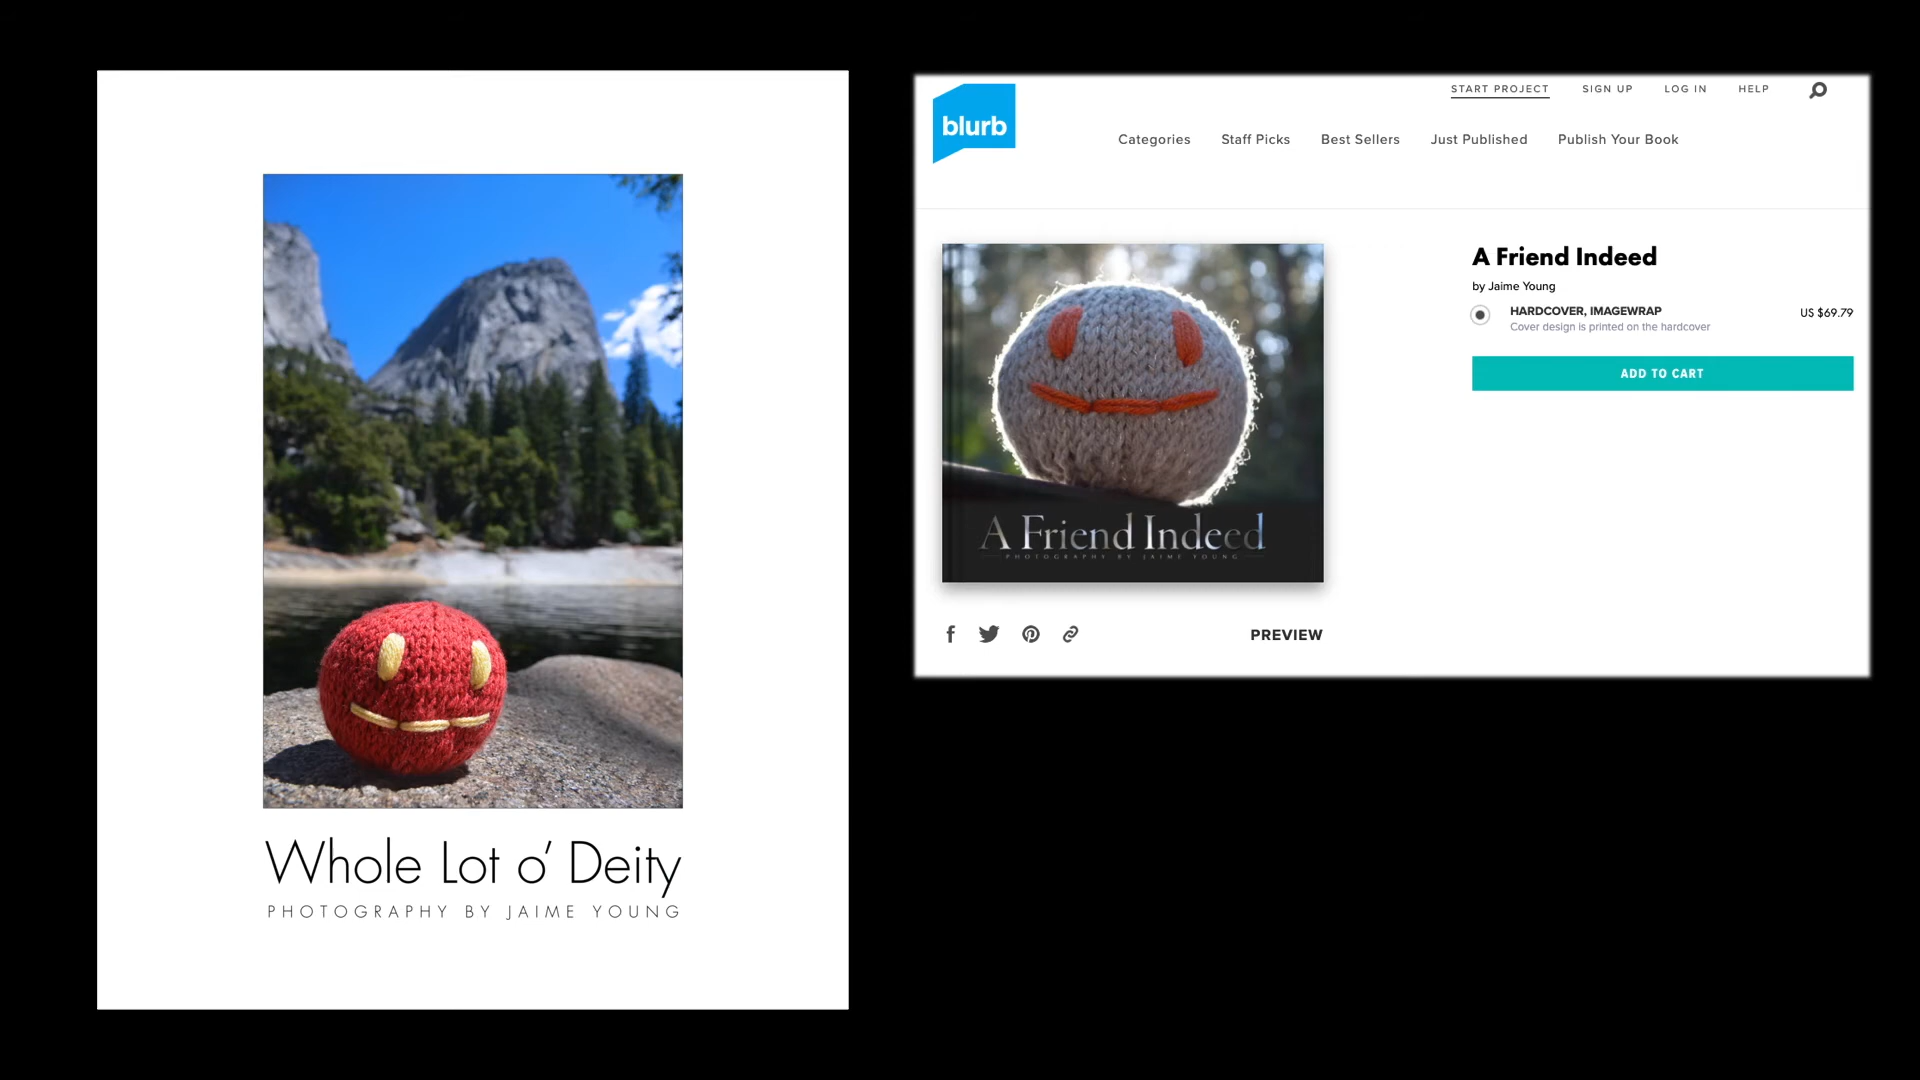 Whole Lot o' Deity
PHOTOGRAPHY BY JAIME YOUNG
blurb
START PROJECT SIGN UP LOG IN HELP
Categories Staff Picks Best Sellers Just Published Publish Your Book
A Friend Indeed
PHOTOGRAPHY BY JAIME YOUNG
PREVIEW
A Friend Indeed
by Jaime Young
HARDCOVER, IMAGEWRAP US $69.79
Cover design is printed on the hardcover
ADD TO CART